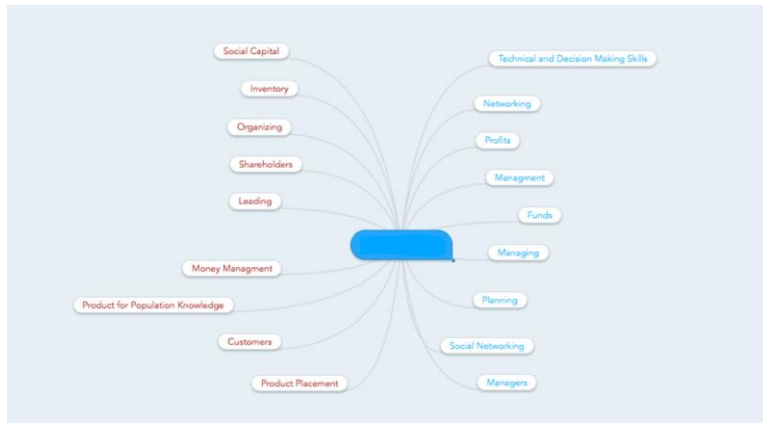 Social Capital
Inventory
Organizing
Shareholders
Leading
Money Managment
Product for Population Knowledge
Customers
Product Placement
Technical and Decision Making Skills
Networking
Profits
Managment
Funds
Managing
Planning
Social Networking
Managers